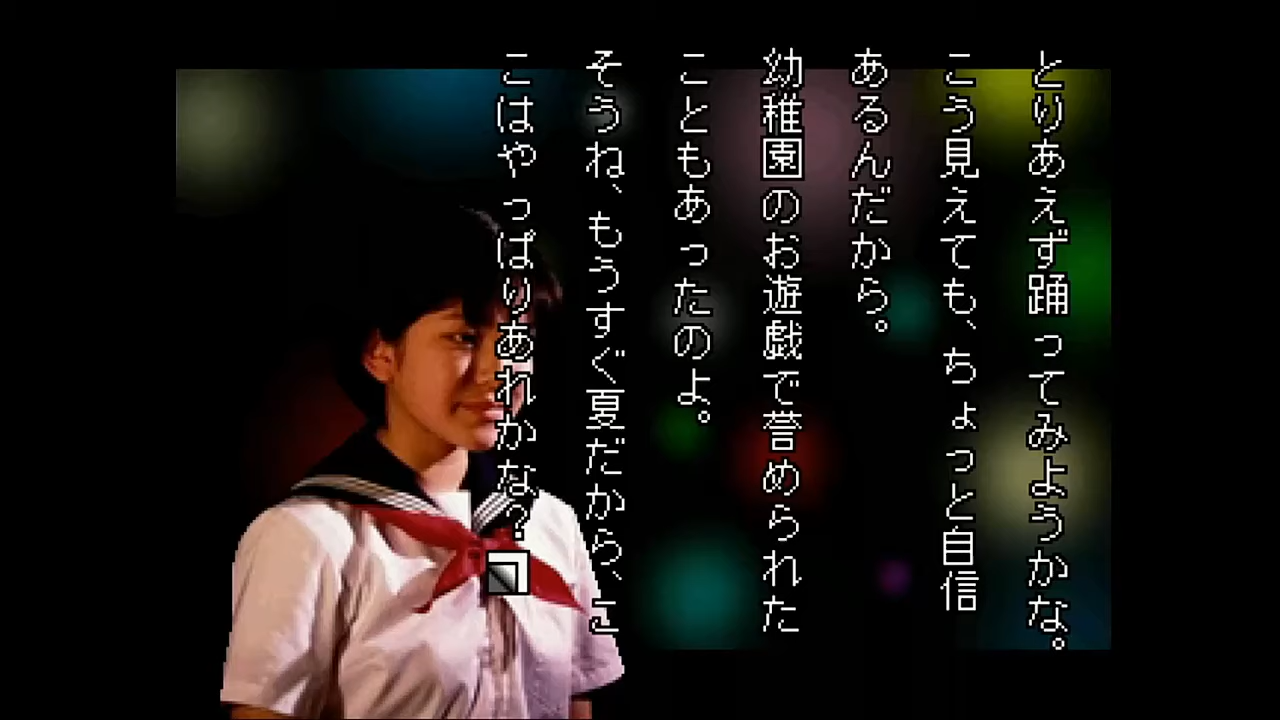 とりあえず踊ってみようかな。
こう見えても、ちょっと自信
あるんだから。
幼稚園のお遊戯で誉められた
こともあったのよ。
そうね、もうすぐ夏だから、こ
こはやっぱりあれかな？